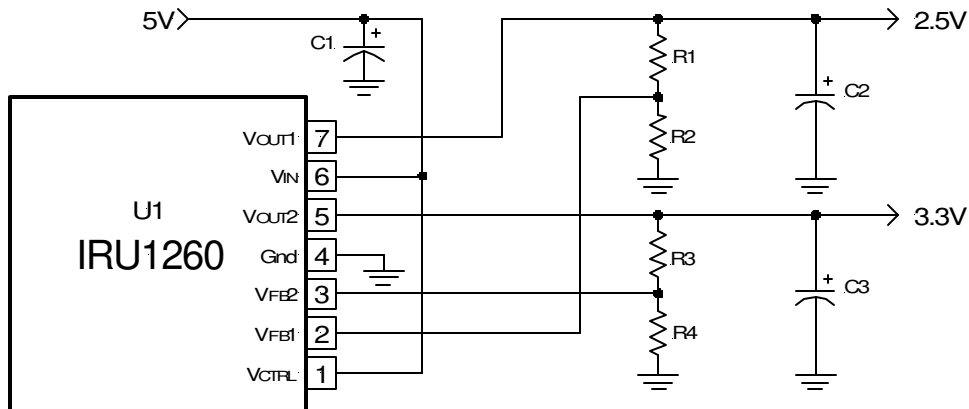 5V
C1 +
2.5V
R1
+ C2
R2
VOUT1 7
VIN 6
U1
IRU1260
VOUT2 5
3.3V
Gnd 4
R3
VFB2 3
+ C3
VFB1 2
R4
VCTRL 1